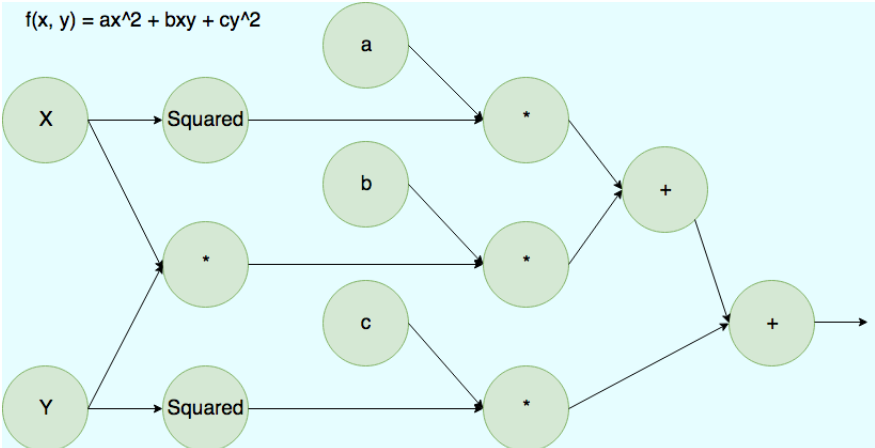 f(x, y) = ax^2 + bxy + cy^2
a
X
Squared
*
b
+
*
*
c
+
Y
Squared
*